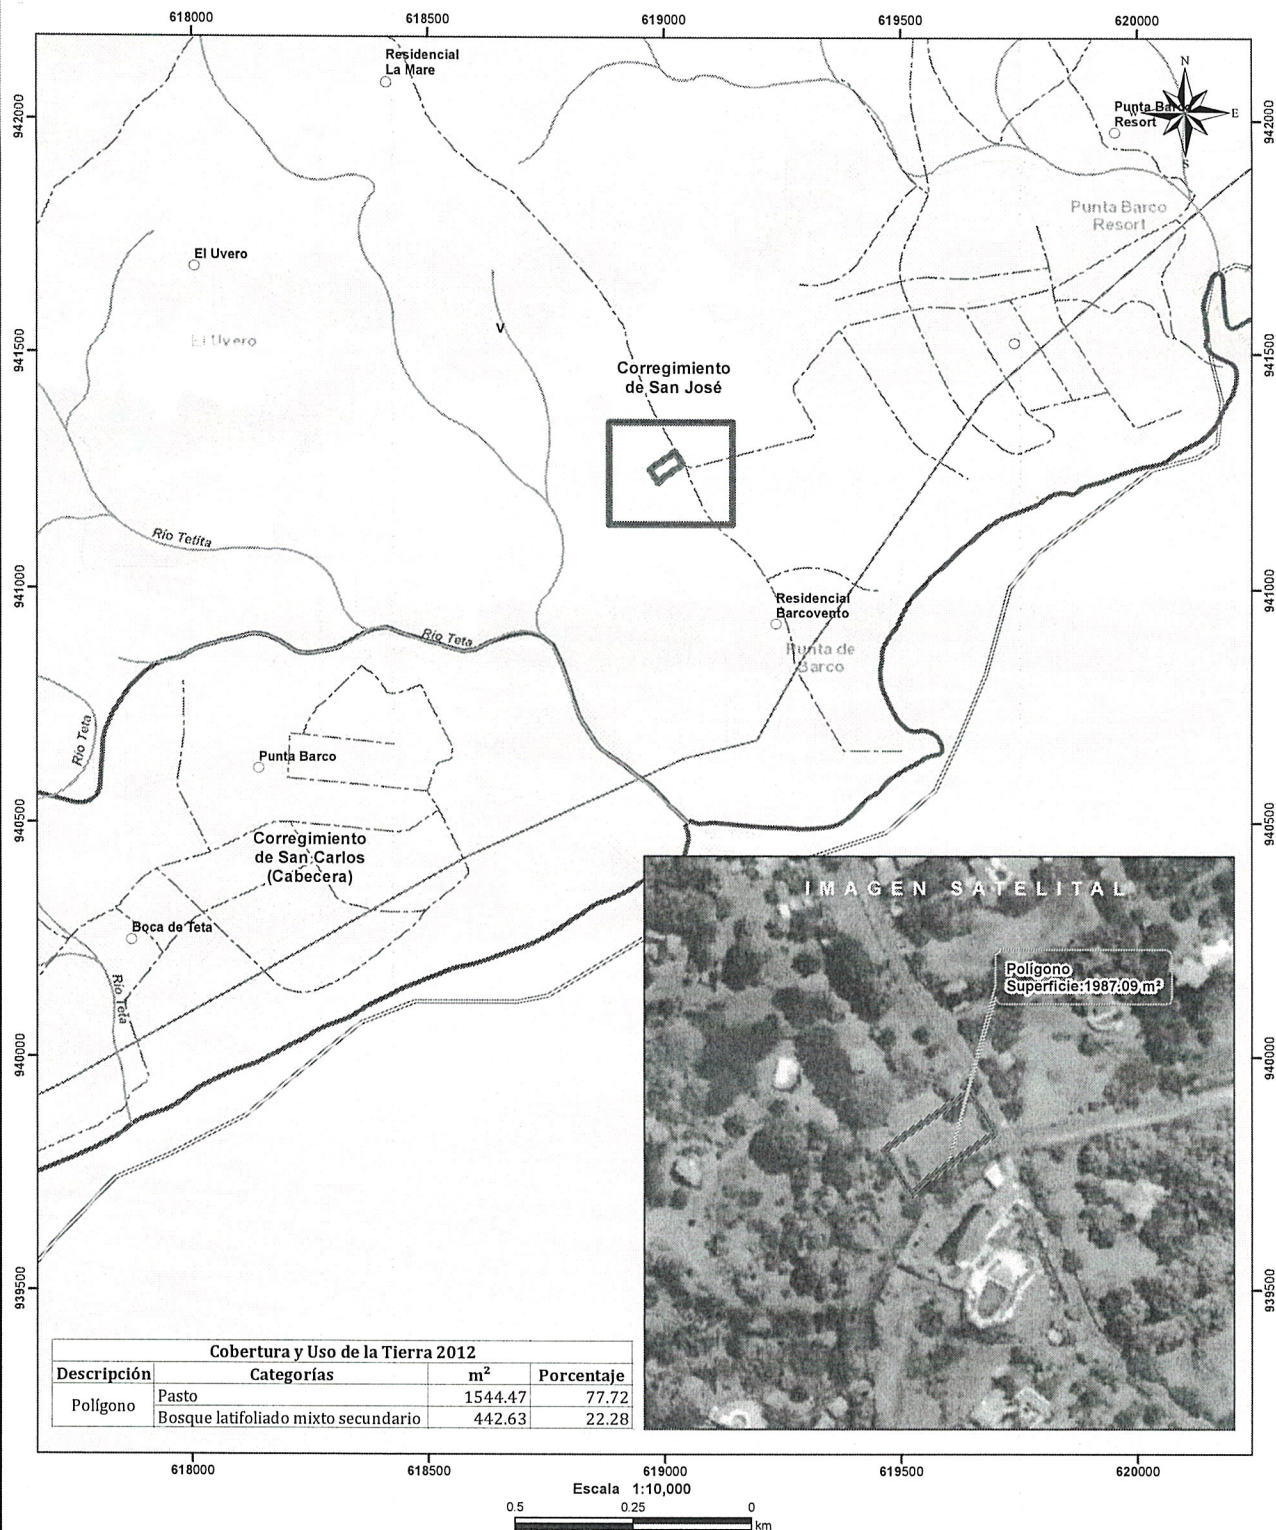 618000
618500
619000
619500
620000
942000
942000
Residencial
La Mare
N
W
E
S
Punta Barco
Resort
Punta Barco
Resort
El Uvero
El Uvero
V
941500
941500
Corregimiento
de San José
Río Tetita
941000
941000
Residencial
Barcovento
Río Teta
Punta de
Barco
Río Teta
Punta Barco
940500
940500
Corregimiento
de San Carlos
(Cabecera)
Boca de Teta
Río Teta
IMAGEN SATELITAL
Polígono
Superficie:1987.09 m²
940000
940000
939500
939500
Cobertura y Uso de la Tierra 2012
Descripción Categorías m² Porcentaje
Polígono
Pasto 1544.47 77.72
Bosque latifoliado mixto secundario 442.63 22.28
618000
618500
619000
619500
620000
Escala 1:10,000
0.5
0.25
0
km